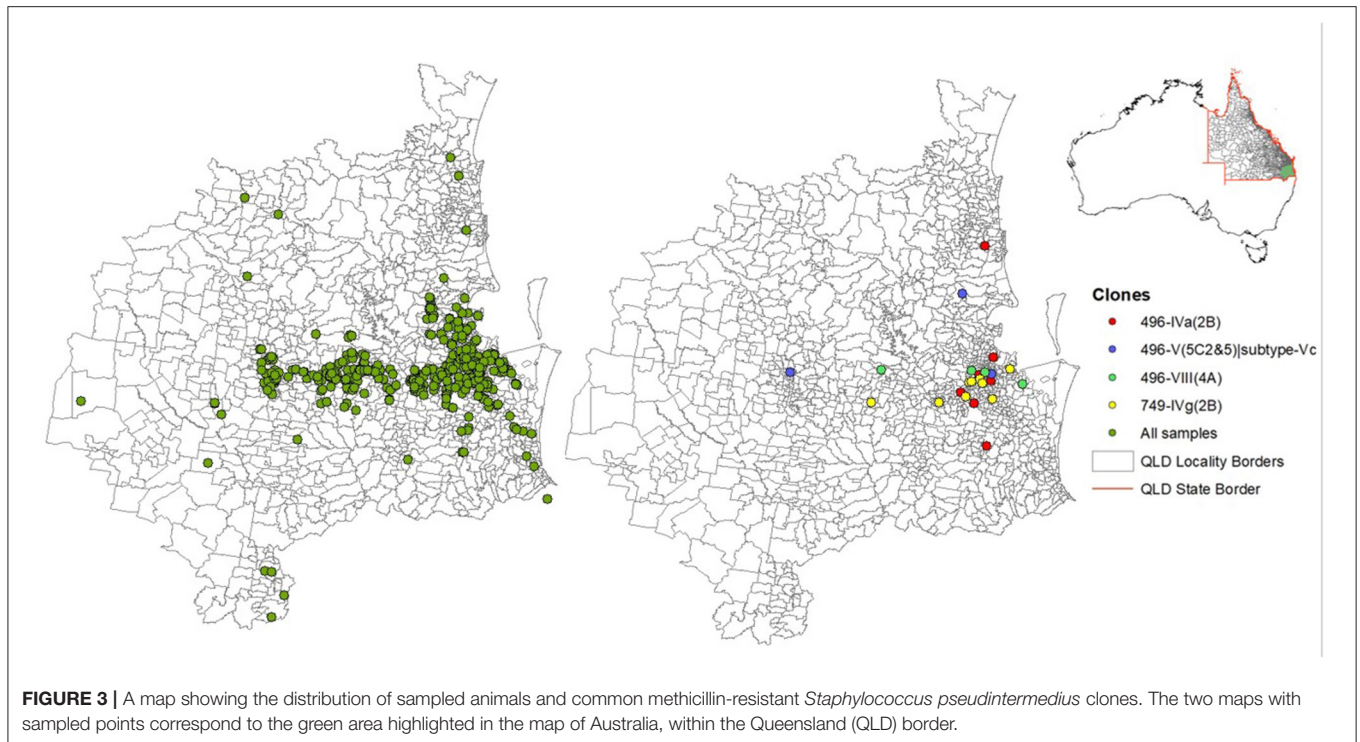 Clones
496-IVa(2B)
496-V(5C2&5)|subtype-Vc
496-VIII(4A)
749-IVg(2B)
All samples
QLD Locality Borders
QLD State Border
FIGURE 3 | A map showing the distribution of sampled animals and common methicillin-resistant Staphylococcus pseudintermedius clones. The two maps with
sampled points correspond to the green area highlighted in the map of Australia, within the Queensland (QLD) border.